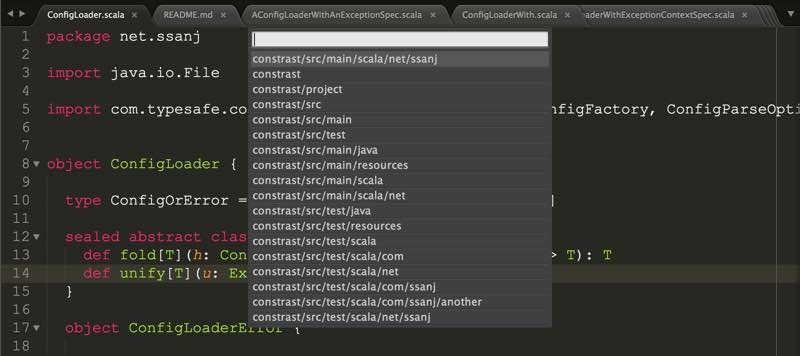 ConfigLoader.scala × README.md × AConfigLoaderWithAnExceptionSpec.scala × ConfigLoaderWith.scala × aderWithExceptionContextSpec.scala
1 package net.ssanj
2
3 import java.io.File
4
5 import com.typesafe.co nfigFactory, ConfigParseOpti
6
7
8 object ConfigLoader {
9
10 type ConfigOrError = ]
11
12 sealed abstract clas
13 def fold[T](h: Con > T): T
14 def unify[T](u: Ex
15 }
16
17 object ConfigLoaderError {
18
constrast/src/main/scala/net/ssanj
constrast
constrast/project
constrast/src
constrast/src/main
constrast/src/test
constrast/src/main/java
constrast/src/main/resources
constrast/src/main/scala
constrast/src/main/scala/net
constrast/src/test/java
constrast/src/test/resources
constrast/src/test/scala
constrast/src/test/scala/com
constrast/src/test/scala/net
constrast/src/test/scala/com/ssanj
constrast/src/test/scala/com/ssanj/another
constrast/src/test/scala/net/ssanj